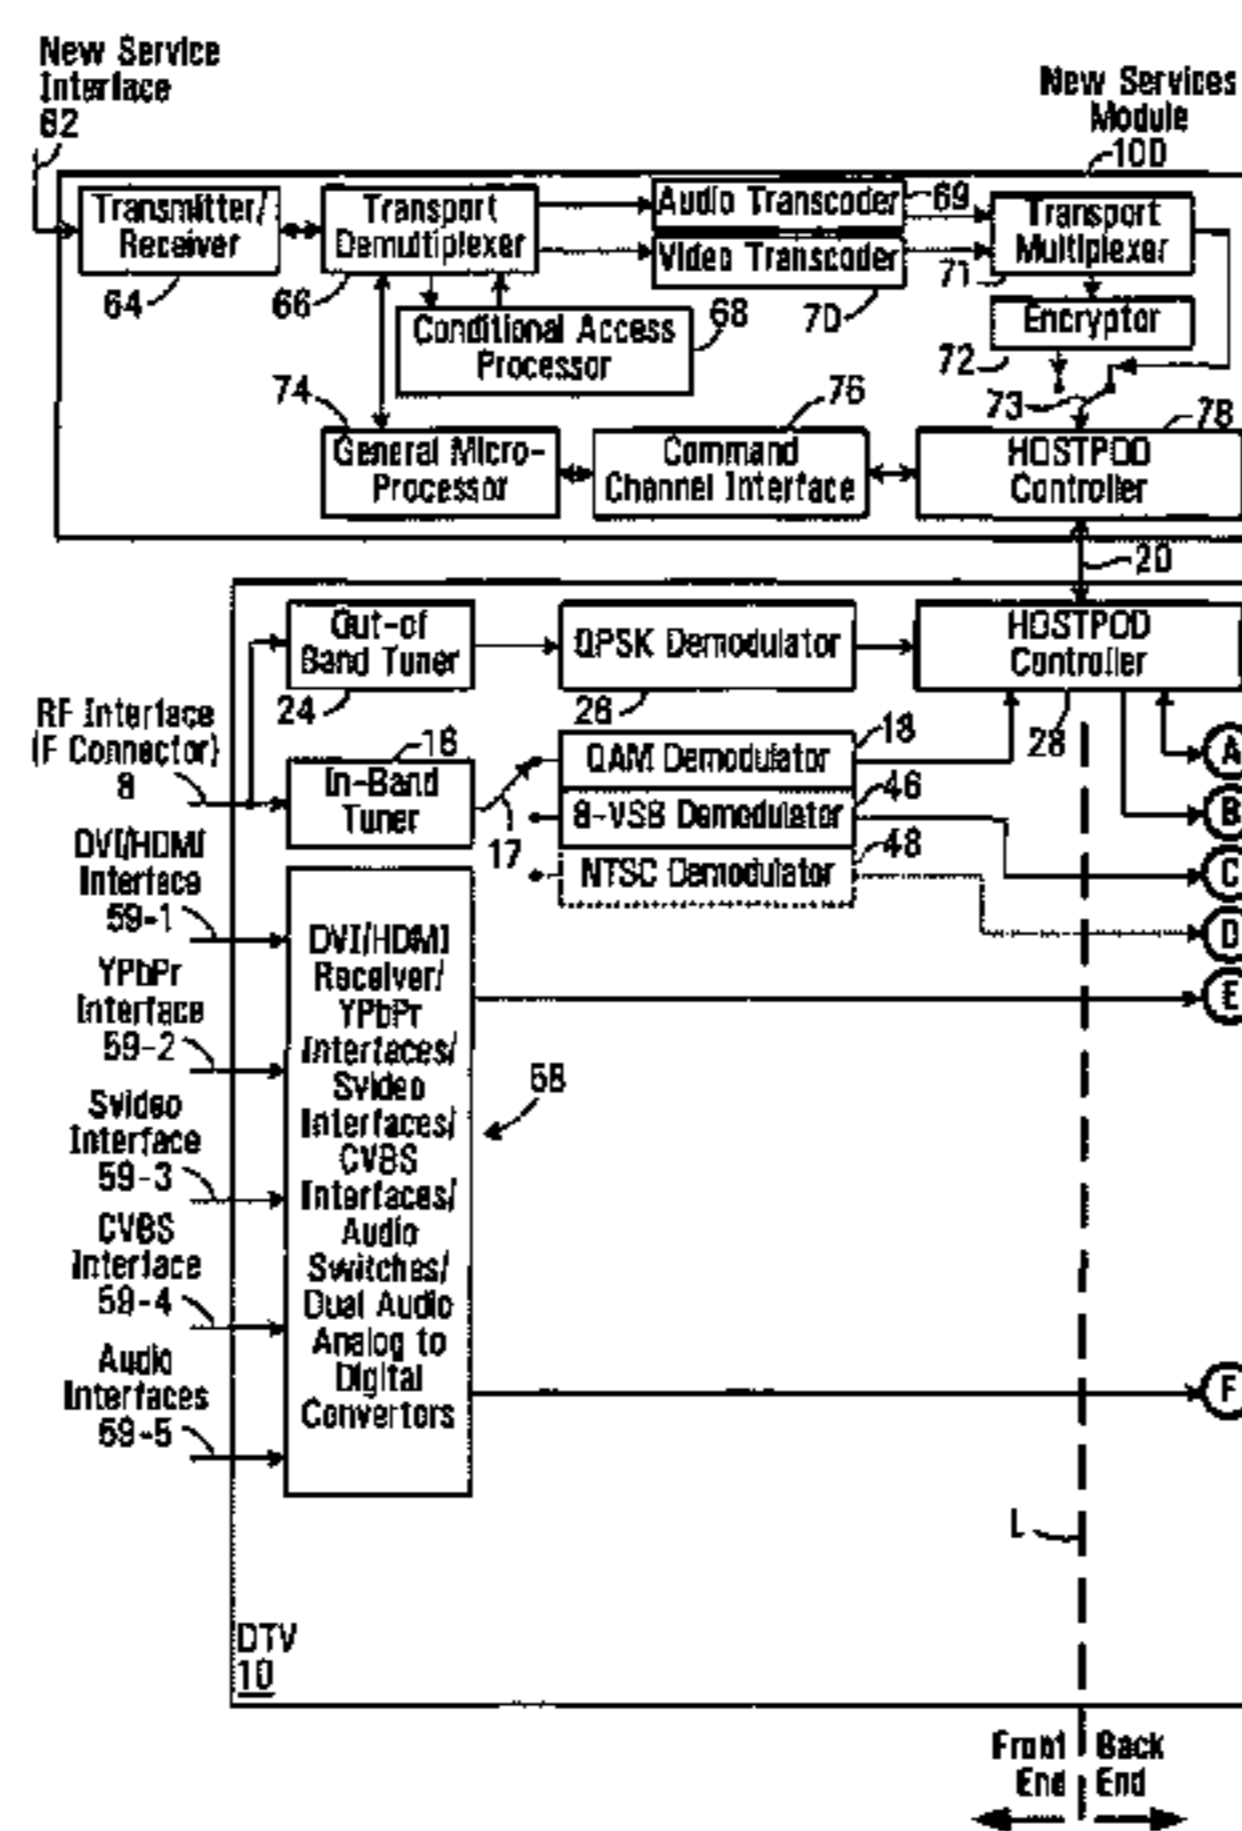 New Service
Interface
62
New Services
Module
100
Transmitter/
Receiver
64
Transport
Demultiplexer
66
Audio Transcoder
69
Video Transcoder
70
Transport
Multiplexer
71
Conditional Access
Processor
68
Encryptor
72
73
74
General Micro-
Processor
76
Command
Channel Interface
78
HOSTPOD
Controller
20
Out-of
Band Tuner
24
QPSK Demodulator
26
HOSTPOD
Controller
28
RF Interface
(F Connector)
8
16
In-Band
Tuner
17
QAM Demodulator
18
8-VSB Demodulator
46
NTSC Demodulator
48
A
B
C
D
E
F
DVI/HDMI
Interface
59-1
YPbPr
Interface
59-2
Svideo
Interface
59-3
CVBS
Interface
59-4
Audio
Interfaces
59-5
DVI/HDMI
Receiver/
YPbPr
Interfaces/
Svideo
Interfaces/
CVBS
Interfaces/
Audio
Switches/
Dual Audio
Analog to
Digital
Convertors
58
L
DTV
10
Front
End
Back
End